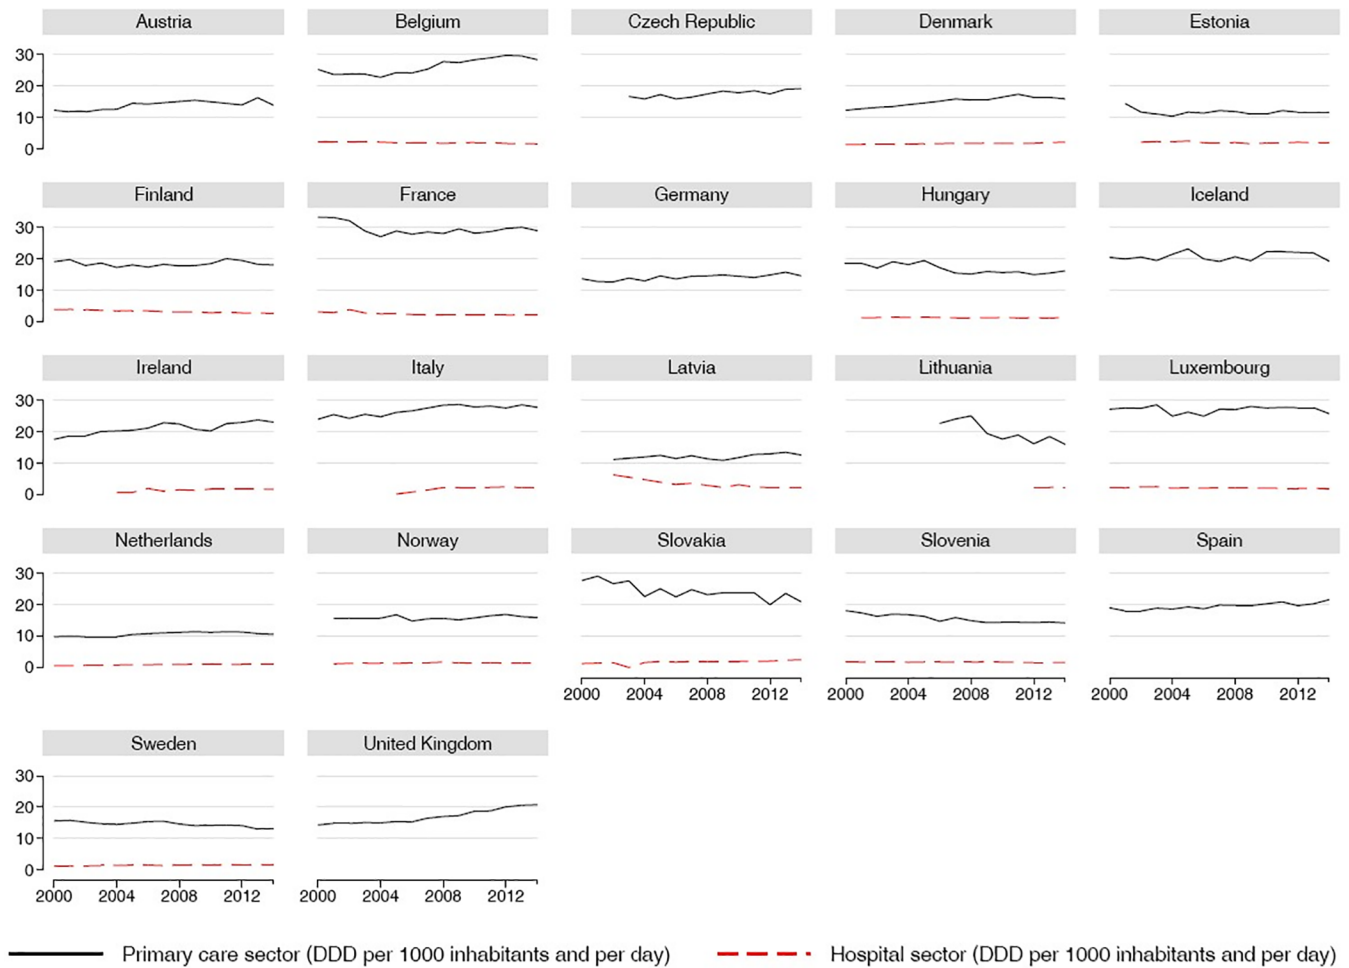 Austria Belgium Czech Republic Denmark Estonia
30
20
10
0
Finland France Germany Hungary Iceland
30
20
10
0
Ireland Italy Latvia Lithuania Luxembourg
30
20
10
0
Netherlands Norway Slovakia Slovenia Spain
30
20
10
0
2000 2004 2008 2012 2000 2004 2008 2012 2000 2004 2008 2012
Sweden United Kingdom
30
20
10
0
2000 2004 2008 2012 2000 2004 2008 2012
Primary care sector (DDD per 1000 inhabitants and per day) Hospital sector (DDD per 1000 inhabitants and per day)